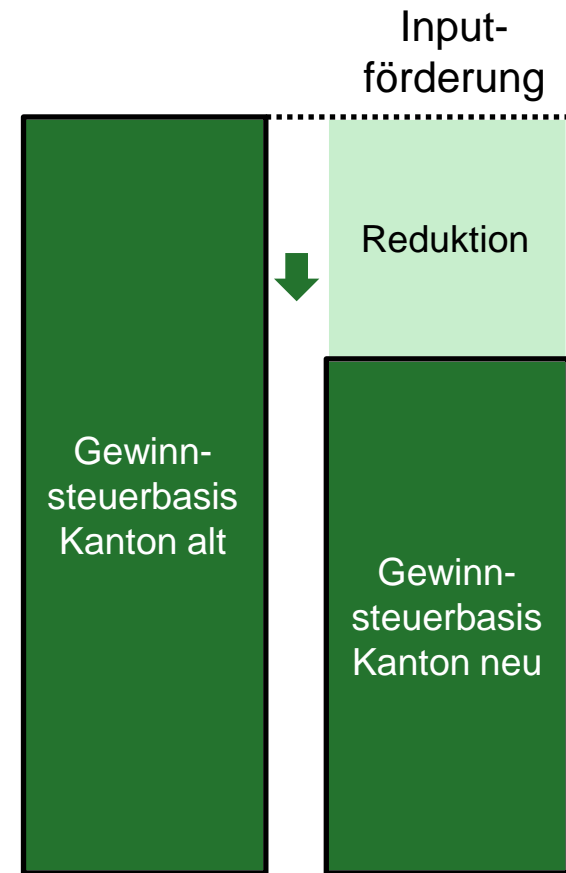 Input-
förderung
Reduktion
Gewinn-
steuerbasis
Kanton alt
Gewinn-
steuerbasis
Kanton neu